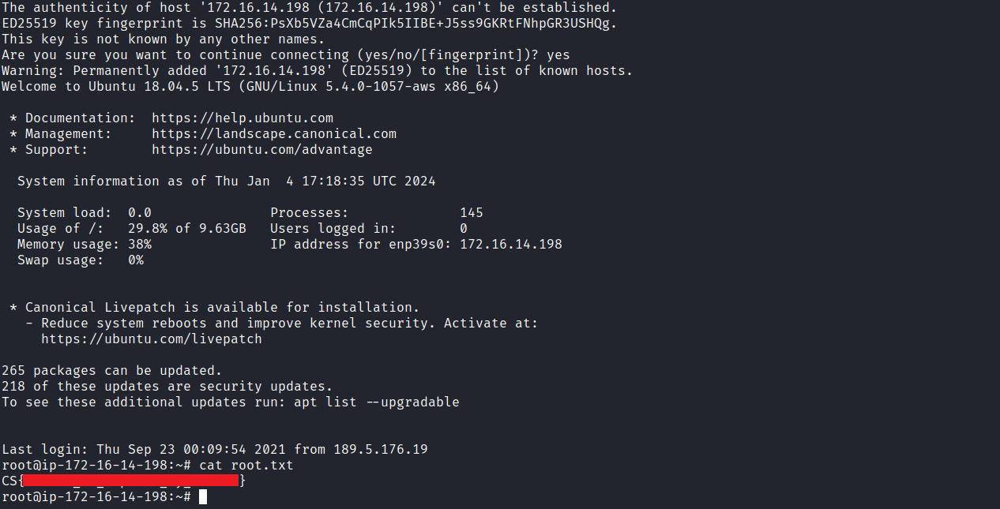 The authenticity of host '172.16.14.198 (172.16.14.198)' can't be established.
ED25519 key fingerprint is SHA256:PsXb5VZa4CmCqPIk5IIBE+J5ss9GKRtFNhpGR3USHQg.
This key is not known by any other names.
Are you sure you want to continue connecting (yes/no/[fingerprint])? yes
Warning: Permanently added '172.16.14.198' (ED25519) to the list of known hosts.
Welcome to Ubuntu 18.04.5 LTS (GNU/Linux 5.4.0-1057-aws x86_64)
* Documentation:  https://help.ubuntu.com
* Management:     https://landscape.canonical.com
* Support:        https://ubuntu.com/advantage
System information as of Thu Jan  4 17:18:35 UTC 2024
System load:  0.0               Processes:              145
Usage of /:   29.8% of 9.63GB   Users logged in:        0
Memory usage: 38%               IP address for enp39s0: 172.16.14.198
Swap usage:   0%
* Canonical Livepatch is available for installation.
- Reduce system reboots and improve kernel security. Activate at:
https://ubuntu.com/livepatch
265 packages can be updated.
218 of these updates are security updates.
To see these additional updates run: apt list --upgradable
Last login: Thu Sep 23 00:09:54 2021 from 189.5.176.19
root@ip-172-16-14-198:~# cat root.txt
CS{ }
root@ip-172-16-14-198:~#